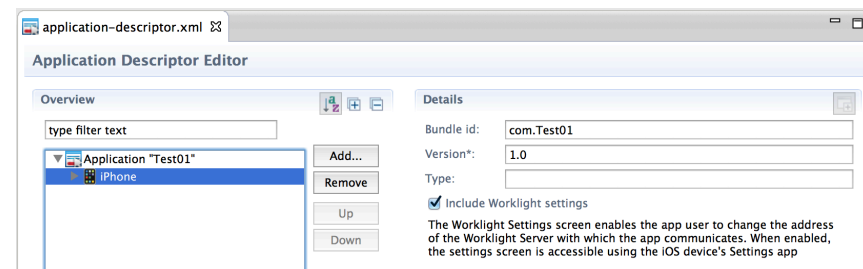 application-descriptor.xml
Application Descriptor Editor
Overview
type filter text
Application "Test01"
iPhone
Add...
Remove
Up
Down
Details
Bundle id: com.Test01
Version*: 1.0
Type:
Include Worklight settings
The Worklight Settings screen enables the app user to change the address
of the Worklight Server with which the app communicates. When enabled,
the settings screen is accessible using the iOS device's Settings app